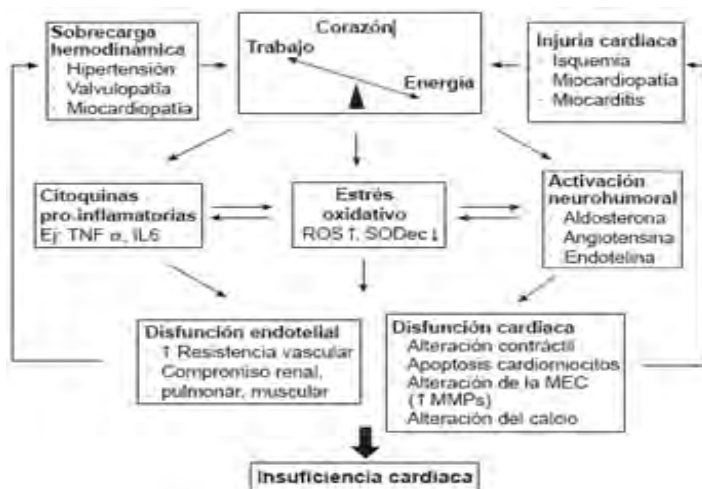 Sobrecarga
hemodinámica
· Hipertensión
· Valvulopatía
· Miocardiopatía
Corazón
Trabajo
Energía
Injuria cardiaca
· Isquemia
· Miocardiopatía
· Miocarditis
Citoquinas
pro-inflamatorias
Ej: TNF α, IL6
Estrés
oxidativo
ROS↑, SODec↓
Activación
neurohumoral
· Aldosterona
· Angiotensina
· Endotelina
Disfunción endotelial
↑ Resistencia vascular
Compromiso renal,
pulmonar, muscular
Disfunción cardiaca
Alteración contráctil
Apoptosis cardiomiocitos
Alteración de la MEC
(↑ MMPs)
Alteración del calcio
Insuficiencia cardiaca